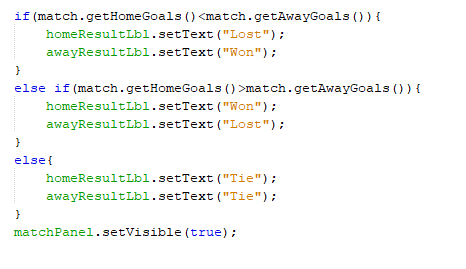 if(match.getHomeGoals()<match.getAwayGoals()){
    homeResultLbl.setText("Lost");
    awayResultLbl.setText("Won");
}
else if(match.getHomeGoals()>match.getAwayGoals()){
    homeResultLbl.setText("Won");
    awayResultLbl.setText("Lost");
}
else{
    homeResultLbl.setText("Tie");
    awayResultLbl.setText("Tie");
}
matchPanel.setVisible(true);